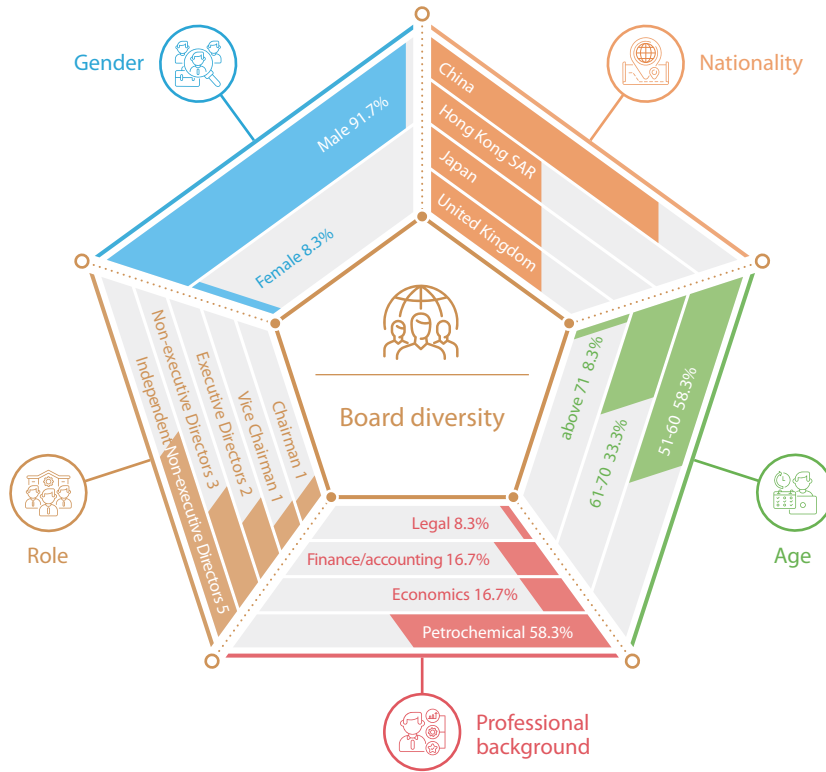 Gender
Male 91.7%
Female 8.3%
Nationality
China
Hong Kong SAR
Japan
United Kingdom
Board diversity
above 71 8.3%
61-70 33.3%
51-60 58.3%
Age
Chairman 1
Vice Chairman 1
Executive Directors 2
Non-executive Directors 3
Independent Non-executive Directors 5
Role
Legal 8.3%
Finance/accounting 16.7%
Economics 16.7%
Petrochemical 58.3%
Professional
background